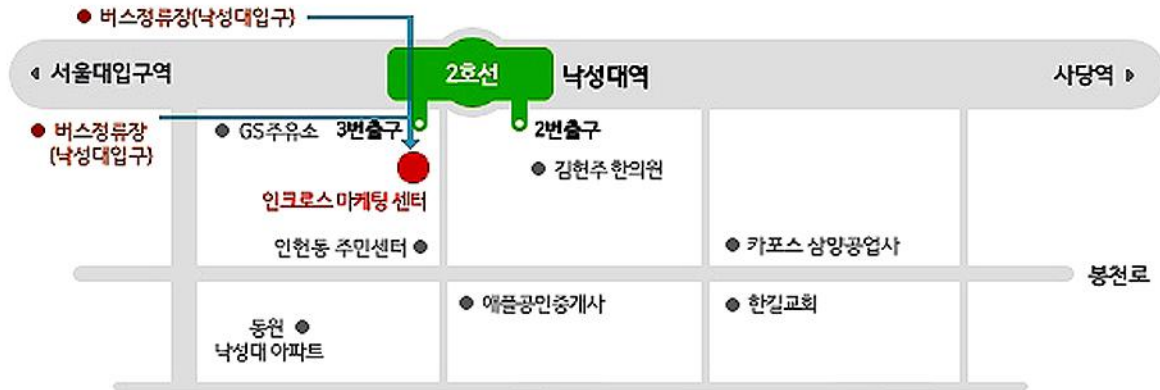 버스정류장(낙성대입구)
서울대입구역
2호선
낙성대역
사당역
버스정류장
(낙성대입구)
GS주유소
3번출구
2번출구
김현주 한의원
인크로스 마케팅 센터
인헌동 주민센터
카포스 삼양공업사
봉천로
애플공인중개사
한길교회
동원
낙성대 아파트